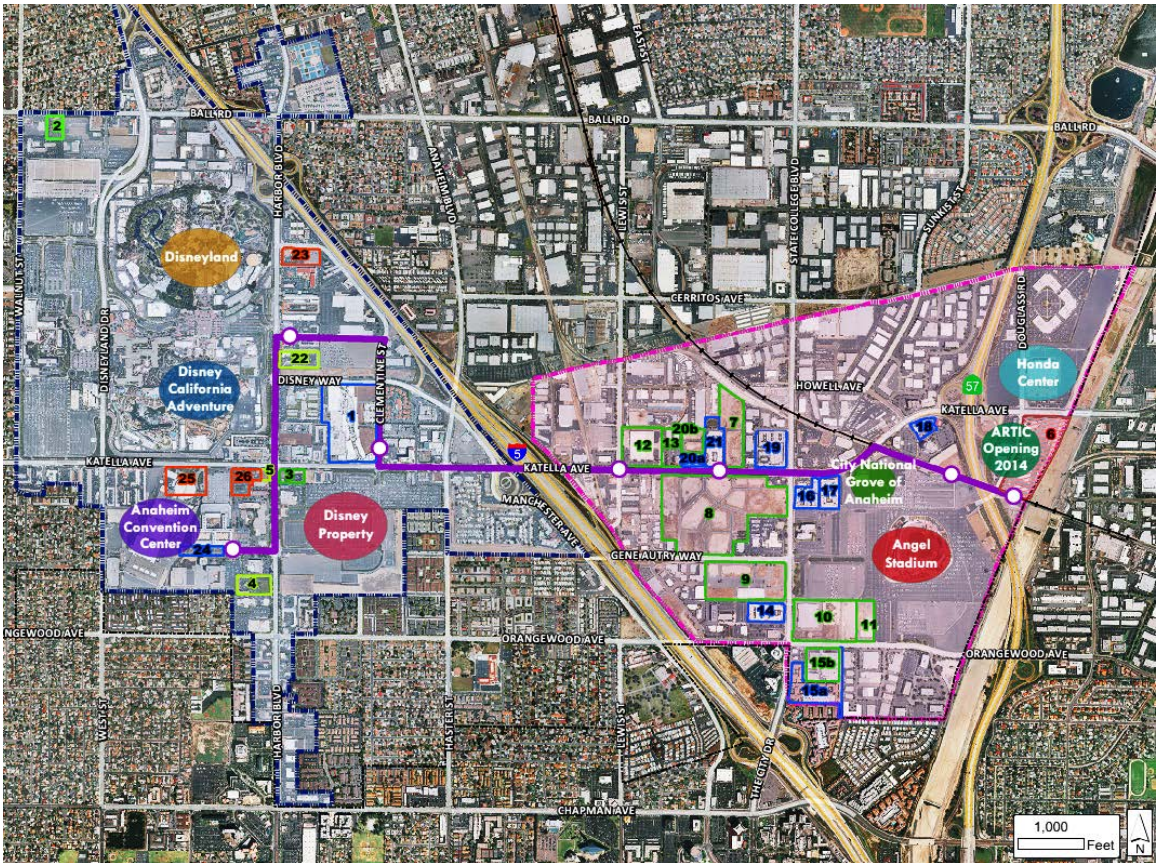 EAST ST
BALL RD
BALL RD
BALL RD
2
HARBOR BLVD
ANAHEIM BLVD
LEWIS ST
STATE COLLEGE BLVD
SUNKIST ST
WALNUT ST
DISNEYLAND DR
Disneyland
23
CERRITOS AVE
DOUGLASS RD
22
DISNEY WAY
CLEMENTINE ST
Disney
California
Adventure
1
HOWELL AVE
57
Honda
Center
KATELLA AVE
ARTIC
Opening
2014
6
18
12
13
20b
20a
21
7
19
5
KATELLA AVE
KATELLA AVE
25
26
5
3
City National
Grove of
Anaheim
16
17
MANCHESTER AVE
Anaheim
Convention
Center
24
Disney
Property
8
GENE AUTRY WAY
Angel
Stadium
4
9
14
10
11
NGEWOOD AVE
ORANGEWOOD AVE
ORANGEWOOD AVE
15b
15a
WEST ST
HARBOR BLVD
HASTER ST
LEWIS ST
THE CITY DR
CHAPMAN AVE
1,000
Feet
N